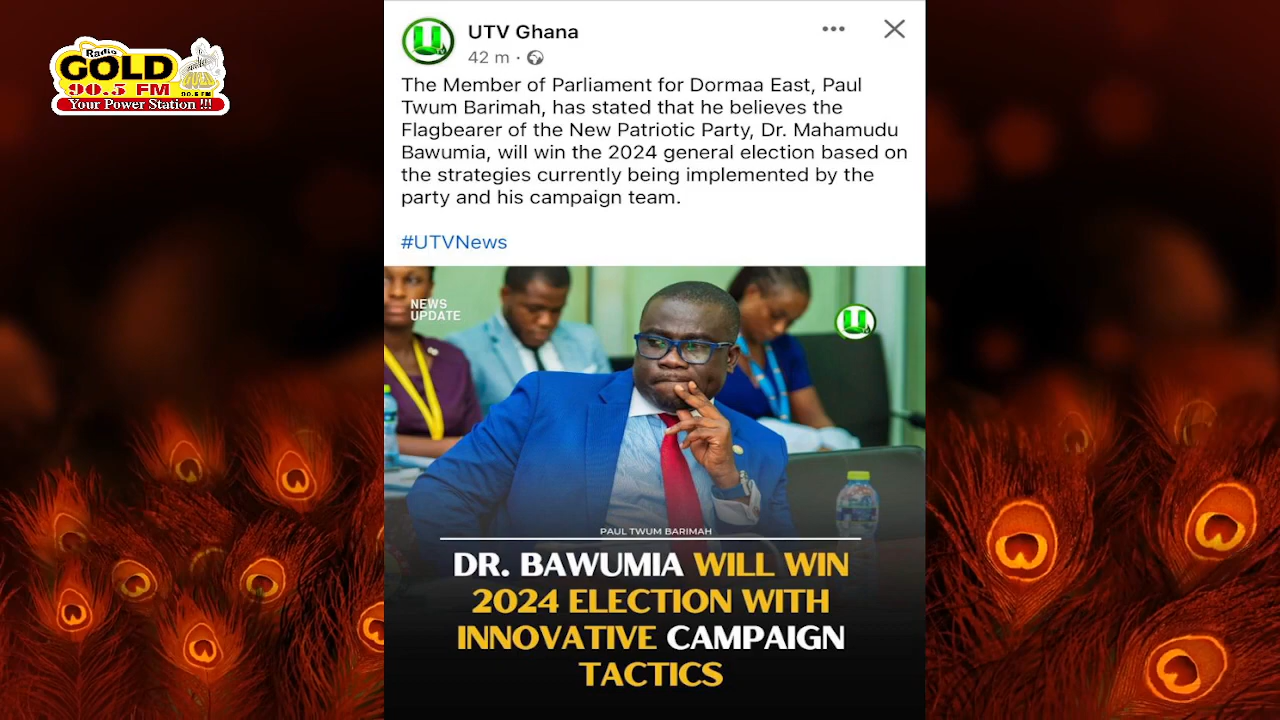 Radio
GOLD
90.5 FM
90.5 FM
Your Power Station !!!
UTV Ghana
42 m ·
The Member of Parliament for Dormaa East, Paul
Twum Barimah, has stated that he believes the
Flagbearer of the New Patriotic Party, Dr. Mahamudu
Bawumia, will win the 2024 general election based on
the strategies currently being implemented by the
party and his campaign team.
#UTVNews
NEWS
UPDATE
U
PAUL TWUM BARIMAH
DR. BAWUMIA WILL WIN
2024 ELECTION WITH
INNOVATIVE CAMPAIGN
TACTICS